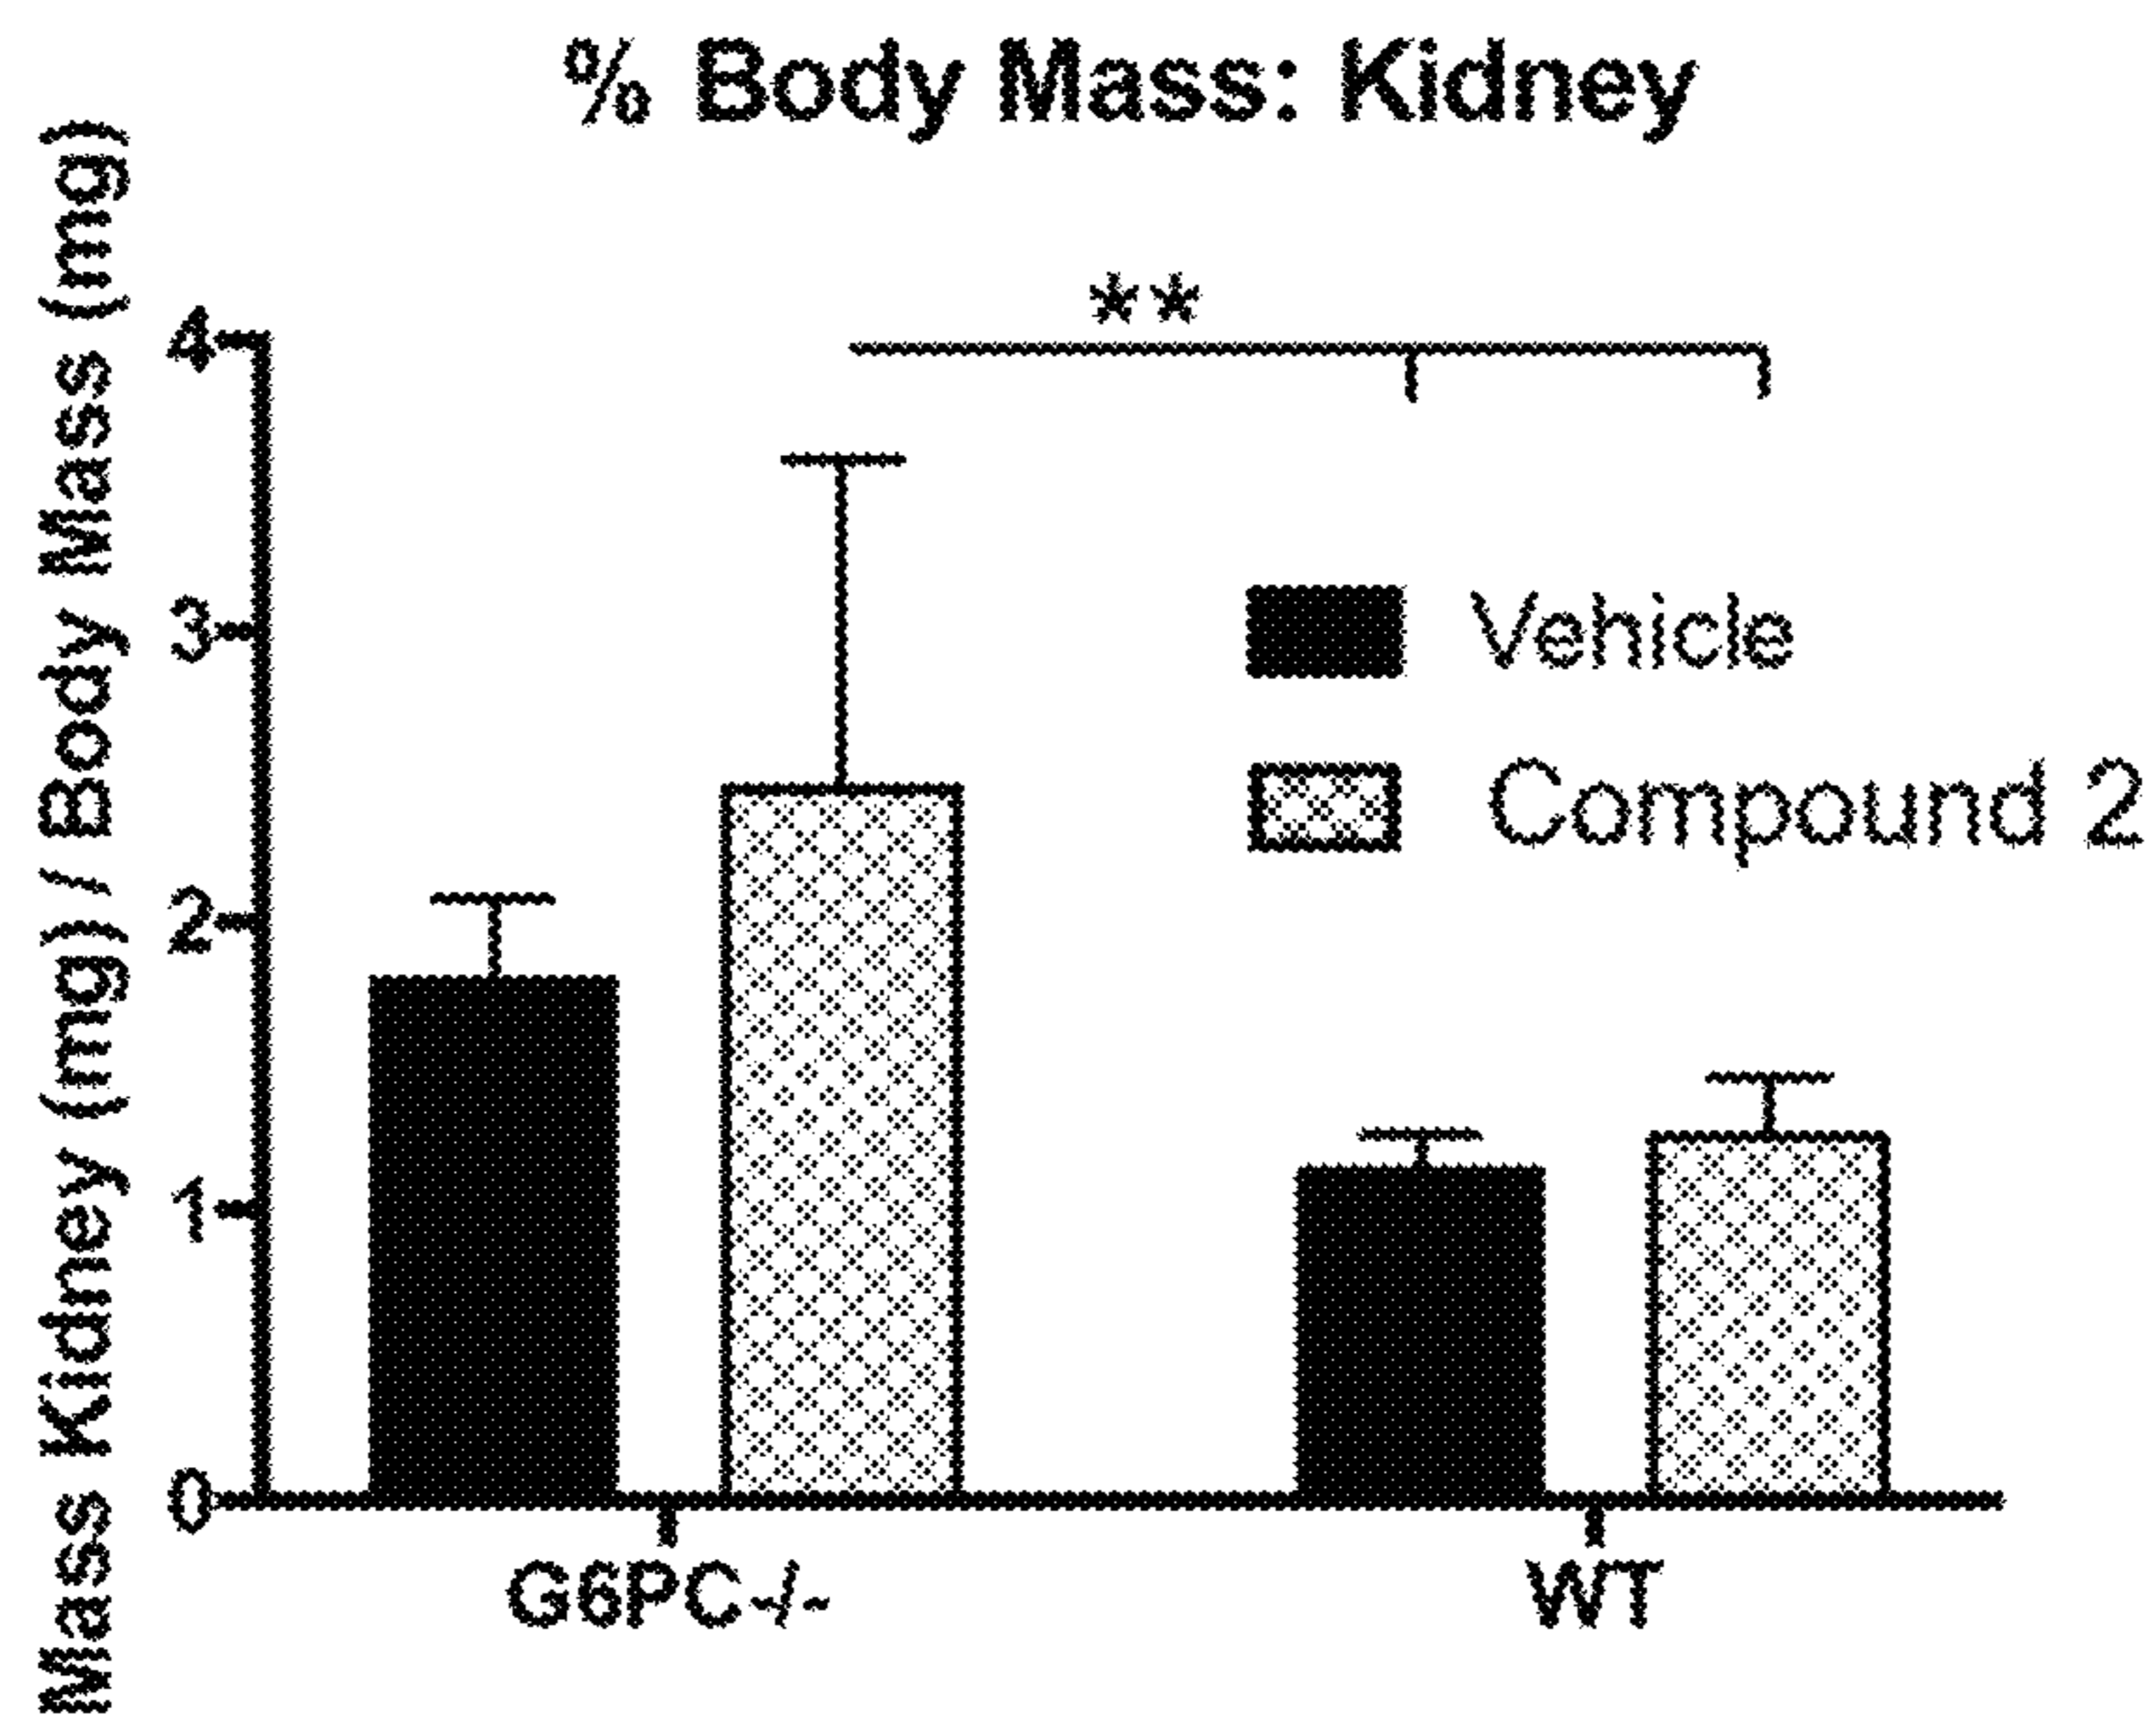 % Body Mass: Kidney
Mass Kidney (mg) / Body Mass (mg)
**
4
3
2
1
0
Vehicle
Compound 2
G6PC-/-
WT